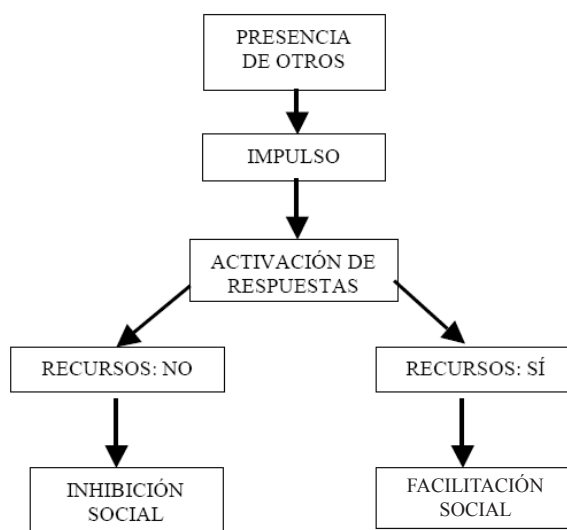 PRESENCIA
DE OTROS
IMPULSO
ACTIVACIÓN DE
RESPUESTAS
RECURSOS: NO
RECURSOS: SÍ
INHIBICIÓN
SOCIAL
FACILITACIÓN
SOCIAL